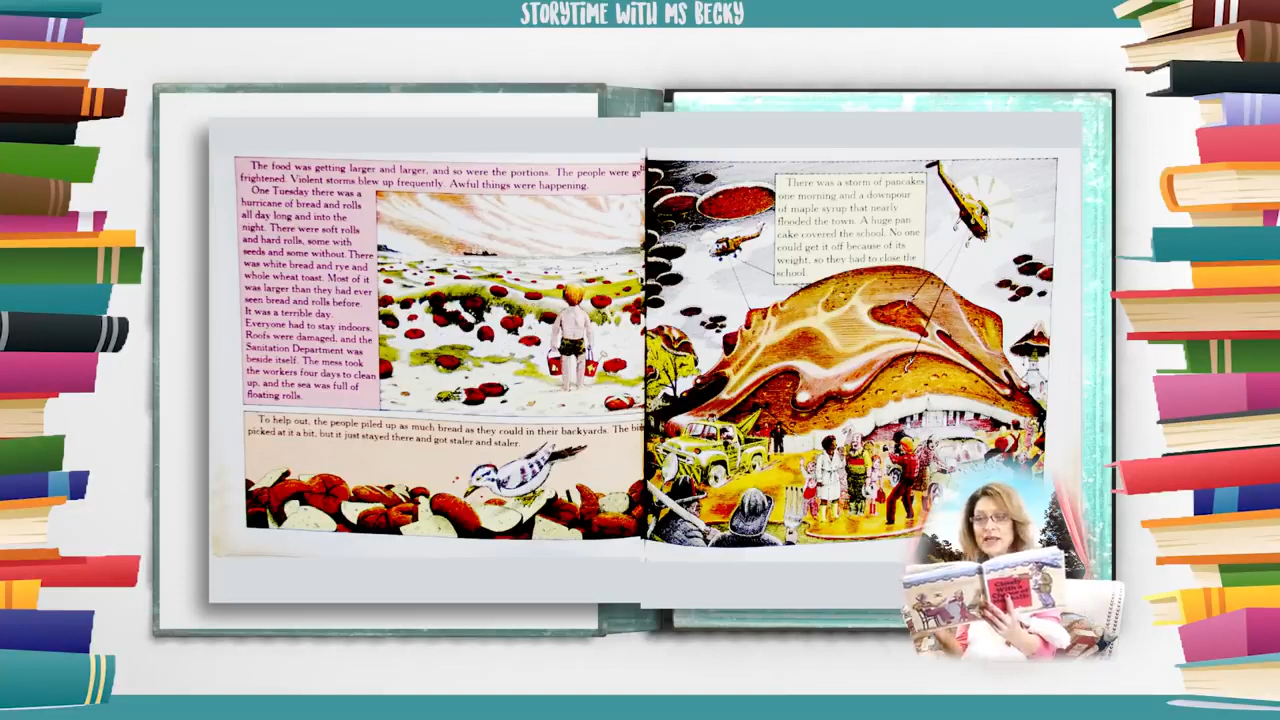 STORYTIME WITH MS BECKY
The food was getting larger and larger, and so were the portions. The people were ge
frightened. Violent storms blew up frequently. Awful things were happening.
One Tuesday there was a
hurricane of bread and rolls
all day long and into the
night. There were soft rolls
and hard rolls, some with
seeds and some without. There
was white bread and rye and
whole wheat toast. Most of it
was larger than they had ever
seen bread and rolls before.
It was a terrible day.
Everyone had to stay indoors.
Roofs were damaged, and the
Sanitation Department was
beside itself. The mess took
the workers four days to clean
up, and the sea was full of
floating rolls.
To help out, the people piled up as much bread as they could in their backyards. The bi
picked at it a bit, but it just stayed there and got staler and staler.
There was a storm of pancakes
one morning and a downpour
of maple syrup that nearly
flooded the town. A huge pan
cake covered the school. No one
could get it off because of its
weight, so they had to close the
school.
Cloudy
With a